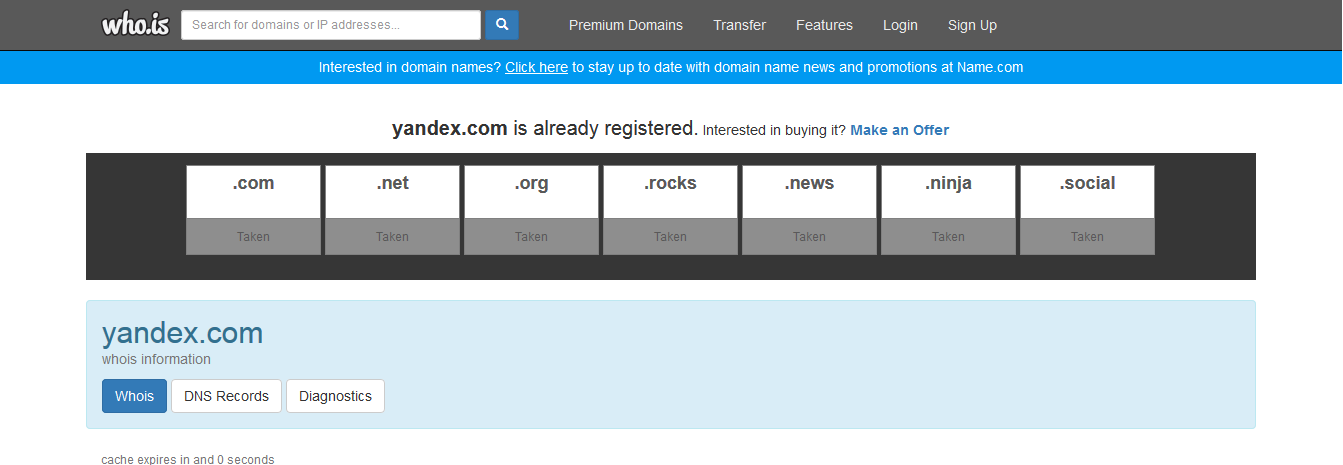 who.is Search for domains or IP addresses... Premium Domains Transfer Features Login Sign Up
Interested in domain names? Click here to stay up to date with domain name news and promotions at Name.com
yandex.com is already registered. Interested in buying it? Make an Offer
.com .net .org .rocks .news .ninja .social
Taken Taken Taken Taken Taken Taken Taken
yandex.com
whois information
Whois DNS Records Diagnostics
cache expires in and 0 seconds